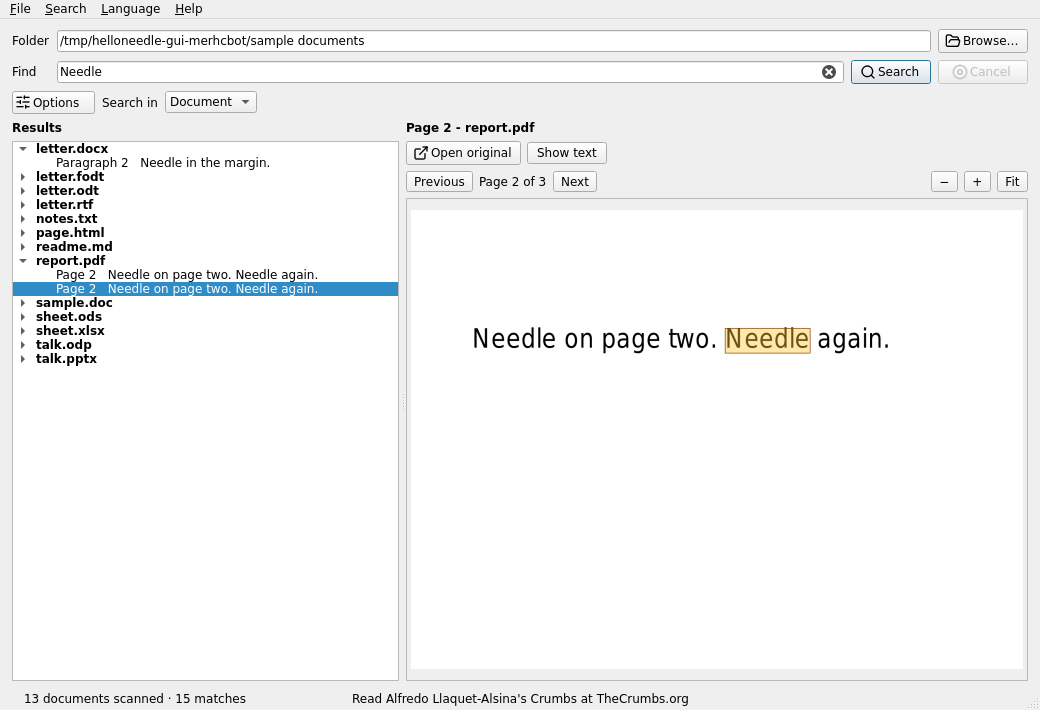 File Search Language Help
Folder /tmp/helloneedle-gui-merhcbot/sample documents Browse...
Find Needle Search Cancel
Options Search in Document
Results
letter.docx
Paragraph 2 Needle in the margin.
letter.fodt
letter.odt
letter.rtf
notes.txt
page.html
readme.md
report.pdf
Page 2 Needle on page two. Needle again.
Page 2 Needle on page two. Needle again.
sample.doc
sheet.ods
sheet.xlsx
talk.odp
talk.pptx
Page 2 - report.pdf
Open original Show text
Previous Page 2 of 3 Next − + Fit
Needle on page two. Needle again.
13 documents scanned · 15 matches Read Alfredo Llaquet-Alsina's Crumbs at TheCrumbs.org